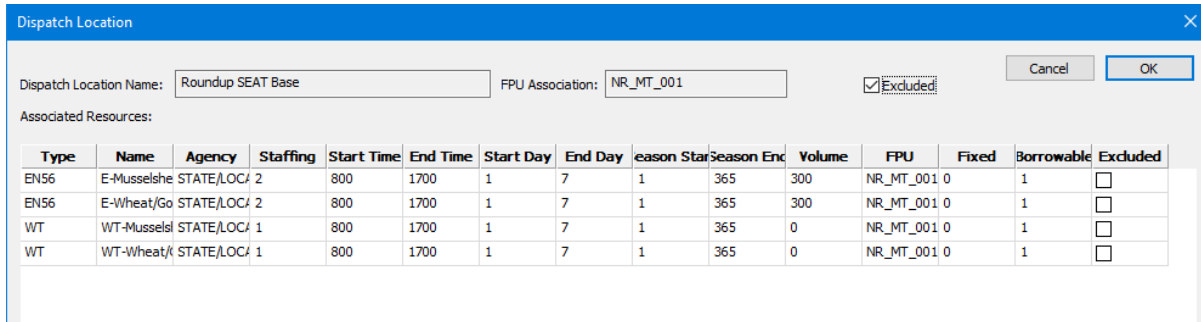 Dispatch Location
Cancel OK
Dispatch Location Name: Roundup SEAT Base FPU Association: NR_MT_001 Excluded
Associated Resources:
Type Name Agency Staffing Start Time End Time Start Day End Day eason Star Season End Volume FPU Fixed Borrowable Excluded
EN56 E-Musselshe STATE/LOCA 2 800 1700 1 7 1 365 300 NR_MT_001 0 1
EN56 E-Wheat/Go STATE/LOCA 2 800 1700 1 7 1 365 300 NR_MT_001 0 1
WT WT-Musselsl STATE/LOCA 1 800 1700 1 7 1 365 0 NR_MT_001 0 1
WT WT-Wheat/( STATE/LOCA 1 800 1700 1 7 1 365 0 NR_MT_001 0 1